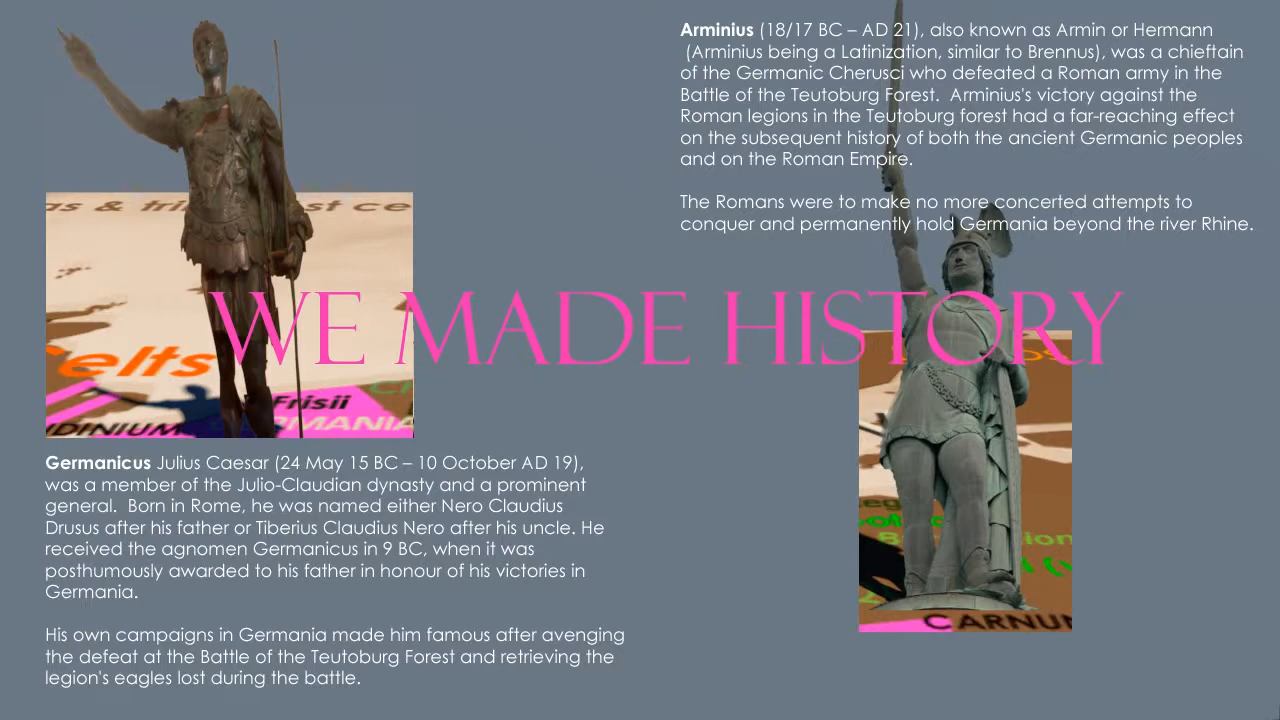 Arminius (18/17 BC – AD 21), also known as Armin or Hermann
(Arminius being a Latinization, similar to Brennus), was a chieftain
of the Germanic Cherusci who defeated a Roman army in the
Battle of the Teutoburg Forest.  Arminius's victory against the
Roman legions in the Teutoburg forest had a far-reaching effect
on the subsequent history of both the ancient Germanic peoples
and on the Roman Empire.
The Romans were to make no more concerted attempts to
conquer and permanently hold Germania beyond the river Rhine.
WE MADE HISTORY
elts
Frisii
CARNU
Germanicus Julius Caesar (24 May 15 BC – 10 October AD 19),
was a member of the Julio-Claudian dynasty and a prominent
general.  Born in Rome, he was named either Nero Claudius
Drusus after his father or Tiberius Claudius Nero after his uncle. He
received the agnomen Germanicus in 9 BC, when it was
posthumously awarded to his father in honour of his victories in
Germania.
His own campaigns in Germania made him famous after avenging
the defeat at the Battle of the Teutoburg Forest and retrieving the
legion's eagles lost during the battle.